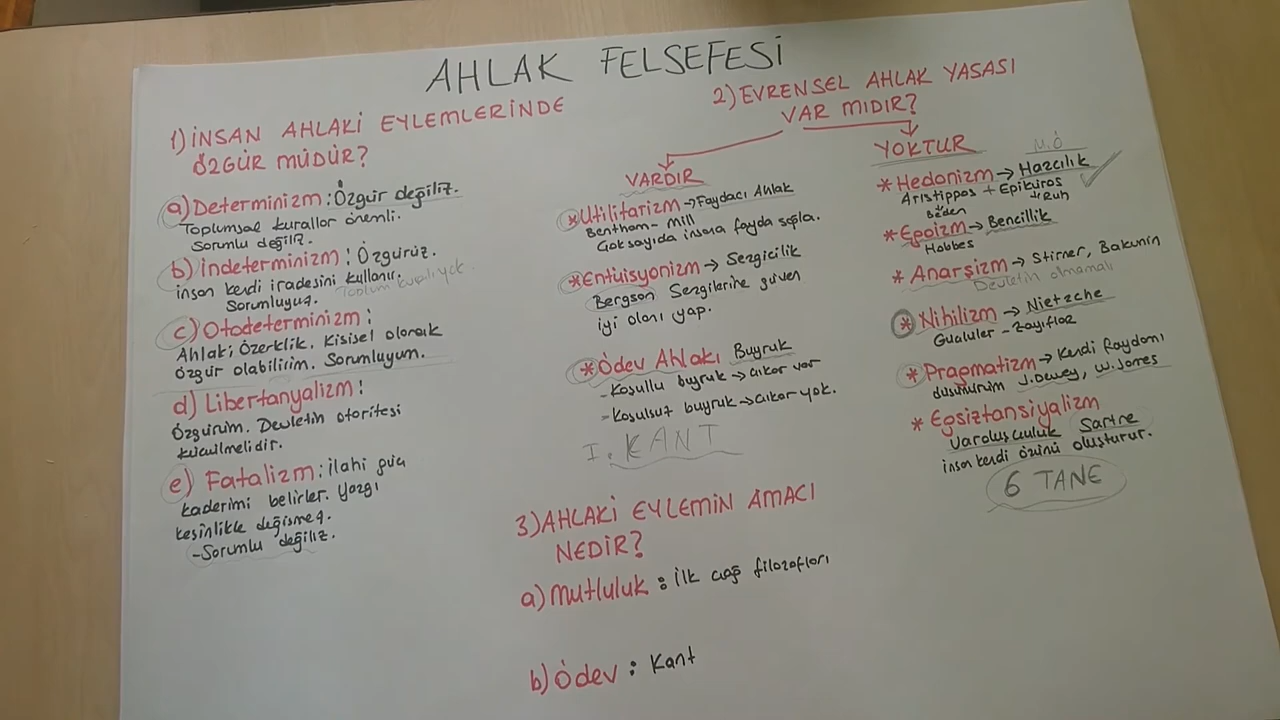 AHLAK FELSEFESİ
1) İNSAN AHLAKİ EYLEMLERİNDE
ÖZGÜR MÜDÜR?
a) Determinizm : Özgür değiliz.
Toplumsal kurallar önemli.
Sorumlu değiliz.
b) İndeterminizm : Özgürüz.
insan kendi iradesini kullanır.
Sorumluyuz.
c) Otodeterminizm :
Ahlaki Özerklik. Kişisel olarak
özgür olabilirim. Sorumluyum.
d) Libertanyalizm :
Özgürüm. Devletin otoritesi
küçülmelidir.
e) Fatalizm : ilahi güç
kaderimi belirler. Yazgı
kesinlikle değişmez.
-Sorumlu değiliz.
2) EVRENSEL AHLAK YASASI
VAR MIDIR?
VARDIR
*Utilitarizm → Faydacı Ahlak
Bentham - Mill
Çok sayıda insana fayda sağla.
*Entüisyonizm → Sezgicilik
Bergson Sezgilerine güven
iyi olanı yap.
*Ödev Ahlakı Buyruk
- Koşullu buyruk → çıkar var
- Koşulsuz buyruk → çıkar yok.
I. KANT
YOKTUR
M.Ö
* Hedonizm → Hazcılık
Aristippos + Epikuros
Beden + Ruh
* Egoizm → Bencillik
Hobbes
* Anarşizm → Stirner, Bakunin
Devletin olmamalı
* Nihilizm → Nietzche
Güçlüler - Zayıflar
* Pragmatizm → Kendi faydamı
düşünürüm J. Dewey, W. James
* Egsiztansiyalizm
Varoluşçuluk Sartre
insan kendi özünü oluşturur.
6 TANE
3) AHLAKİ EYLEMİN AMACI
NEDİR?
a) Mutluluk : İlk çağ filozofları
b) Ödev : Kant